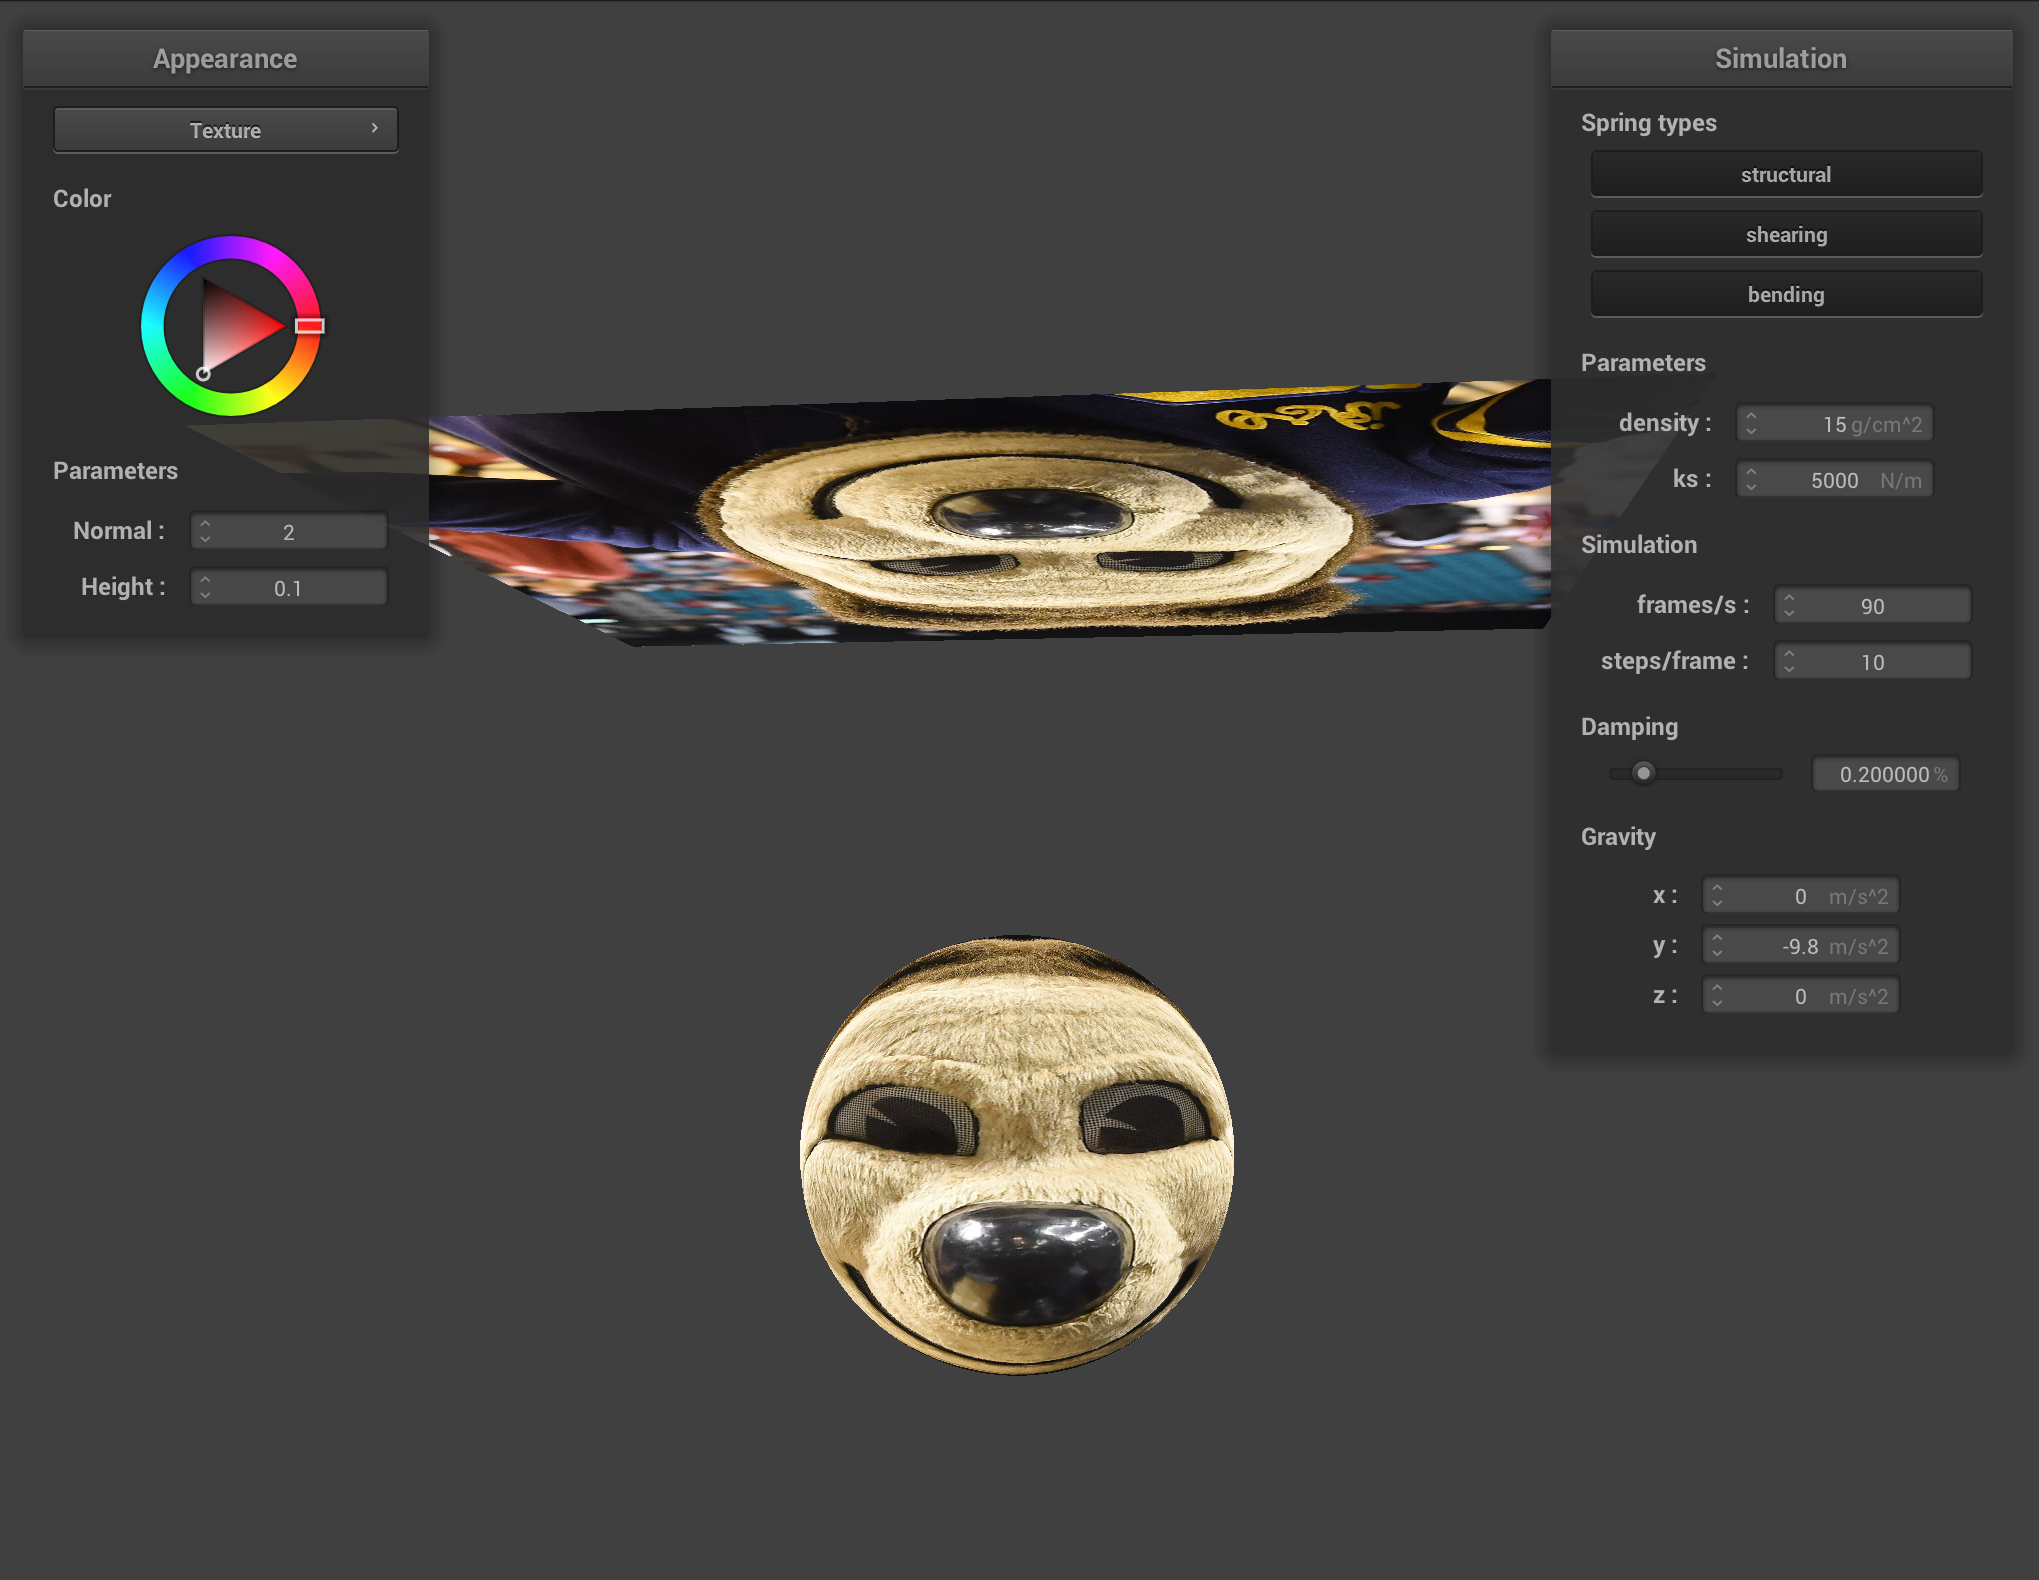 Appearance
Texture
Color
Parameters
Normal : 2
Height : 0.1
Simulation
Spring types
structural
shearing
bending
Parameters
density : 15 g/cm^2
ks : 5000 N/m
Simulation
frames/s : 90
steps/frame : 10
Damping
0.200000 %
Gravity
x : 0 m/s^2
y : -9.8 m/s^2
z : 0 m/s^2